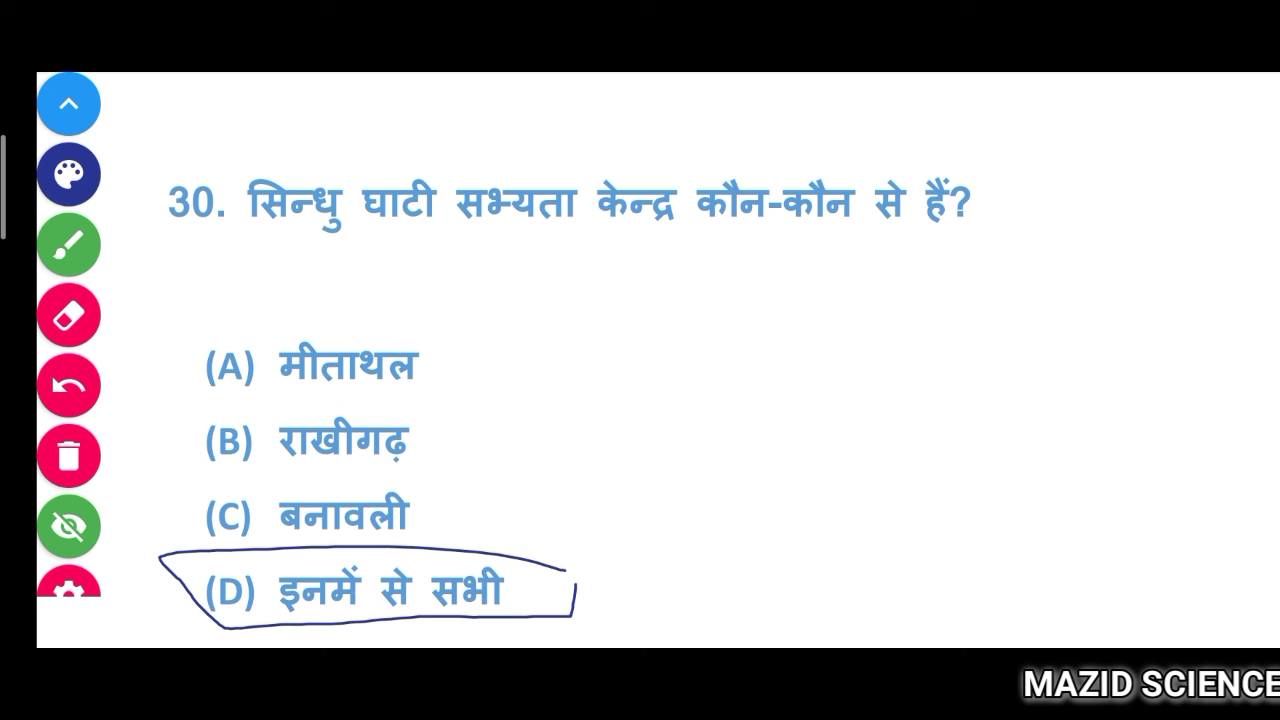 30. सिन्धु घाटी सभ्यता केन्द्र कौन-कौन से हैं?
(A) मीताथल
(B) राखीगढ़
(C) बनावली
(D) इनमें से सभी
MAZID SCIENCE